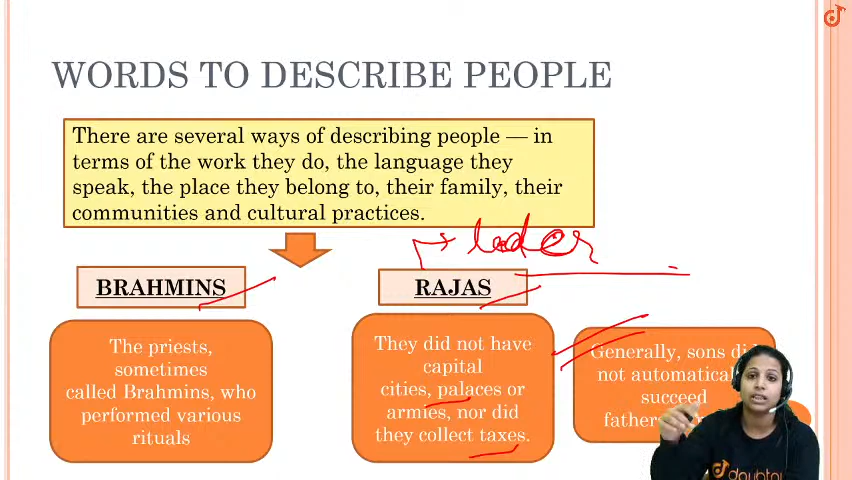 WORDS TO DESCRIBE PEOPLE
There are several ways of describing people — in
terms of the work they do, the language they
speak, the place they belong to, their family, their
communities and cultural practices.
leader
BRAHMINS
RAJAS
The priests,
sometimes
called Brahmins, who
performed various
rituals
They did not have
capital
cities, palaces or
armies, nor did
they collect taxes.
Generally, sons did
not automatical
succeed
fathers
doubtnut